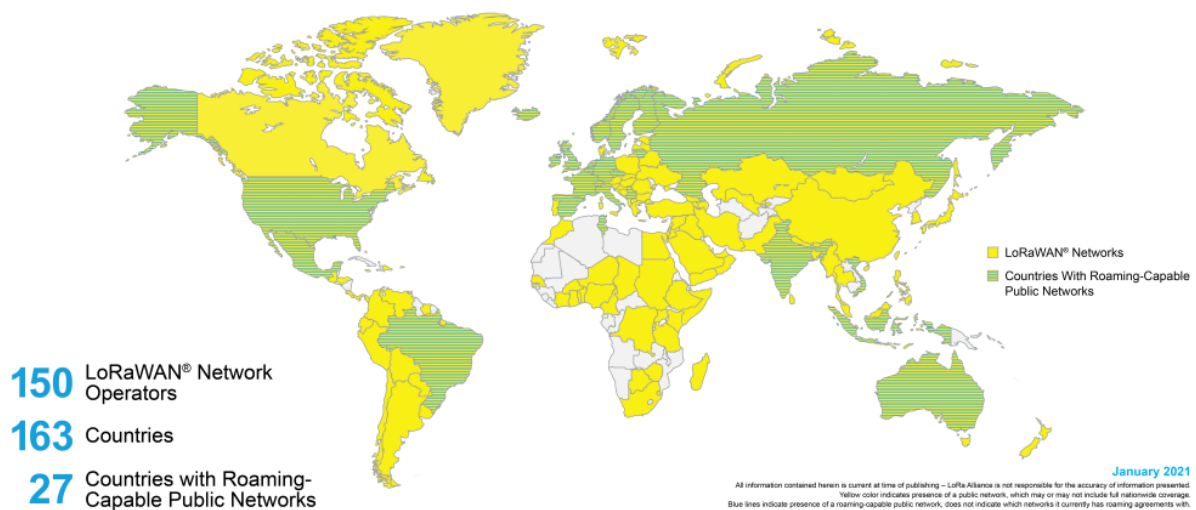 LoRaWAN® Networks
Countries With Roaming-Capable
Public Networks
150 LoRaWAN® Network
Operators
163 Countries
27 Countries with Roaming-
Capable Public Networks
January 2021
All information contained herein is current at time of publishing – LoRa Alliance is not responsible for the accuracy of information presented.
Yellow color indicates presence of a public network, which may or may not include full nationwide coverage.
Blue lines indicate presence of a roaming-capable public network, does not indicate which networks it currently has roaming agreements with.